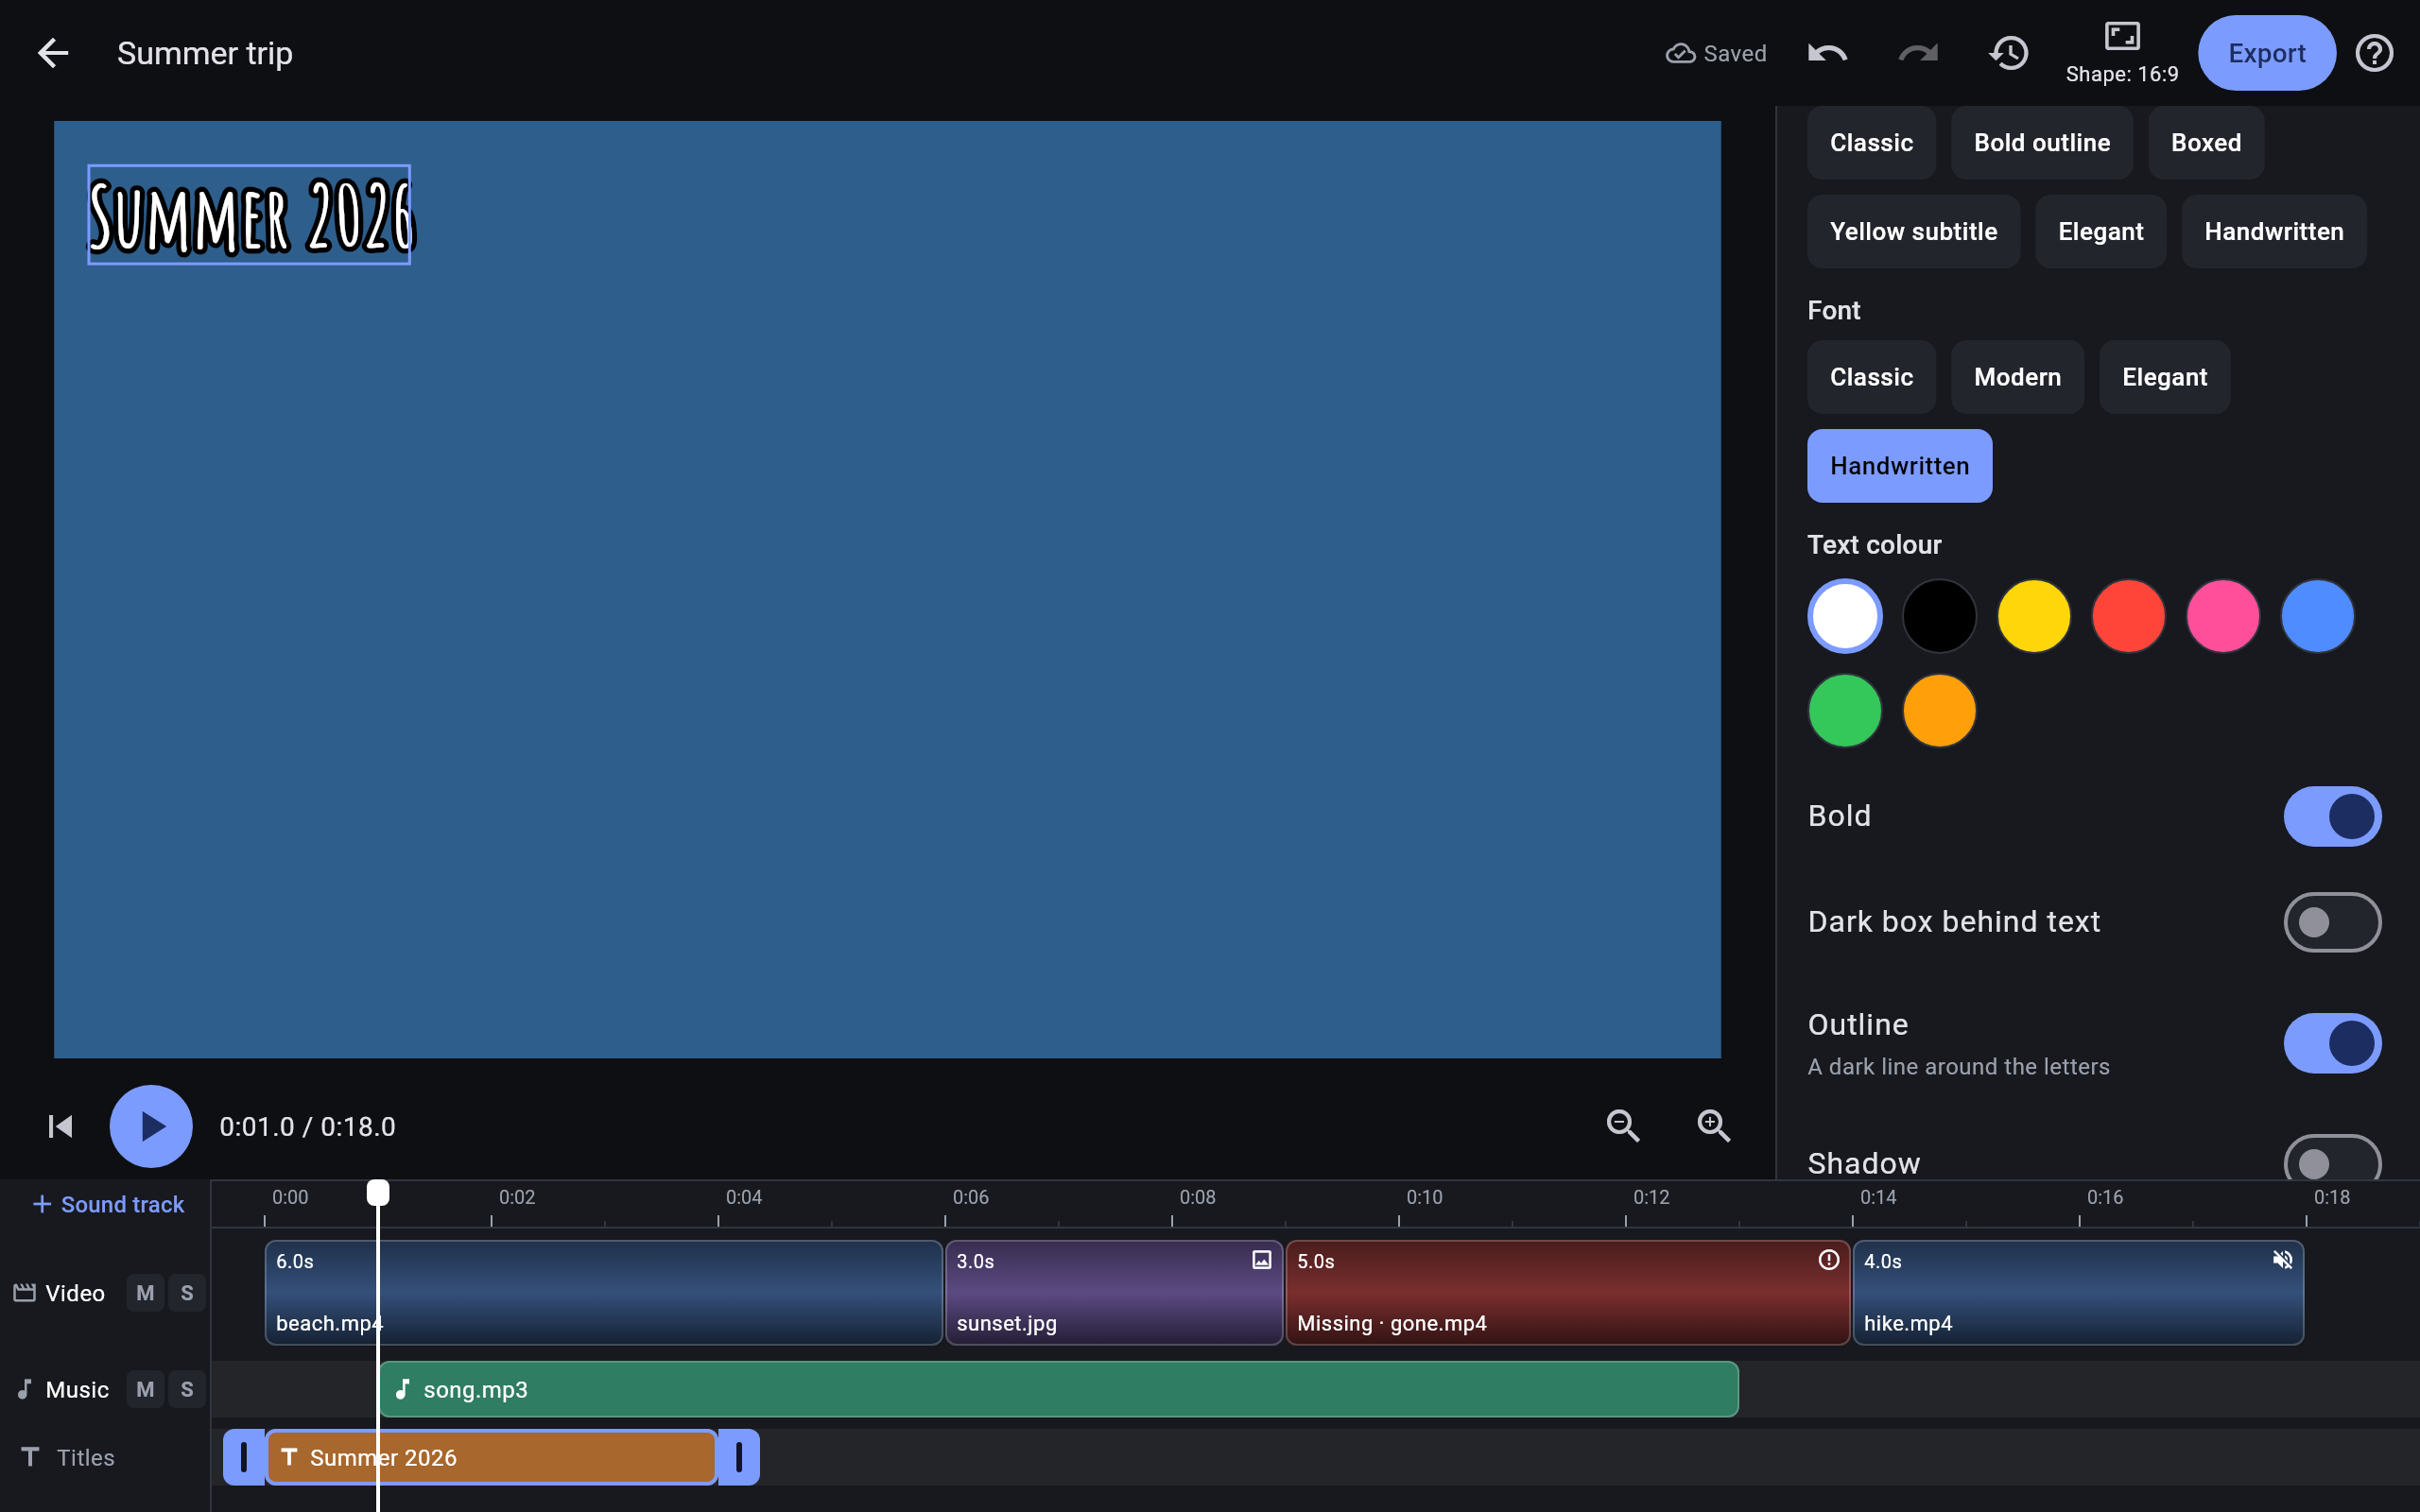 Summer trip
Saved
Shape: 16:9
Export
Summer 2026
Classic
Bold outline
Boxed
Yellow subtitle
Elegant
Handwritten
Font
Classic
Modern
Elegant
Handwritten
Text colour
Bold
Dark box behind text
Outline
A dark line around the letters
Shadow
0:01.0 / 0:18.0
+ Sound track
0:00
0:02
0:04
0:06
0:08
0:10
0:12
0:14
0:16
0:18
Video
M
S
6.0s
beach.mp4
3.0s
sunset.jpg
5.0s
Missing · gone.mp4
4.0s
hike.mp4
Music
M
S
song.mp3
Titles
Summer 2026